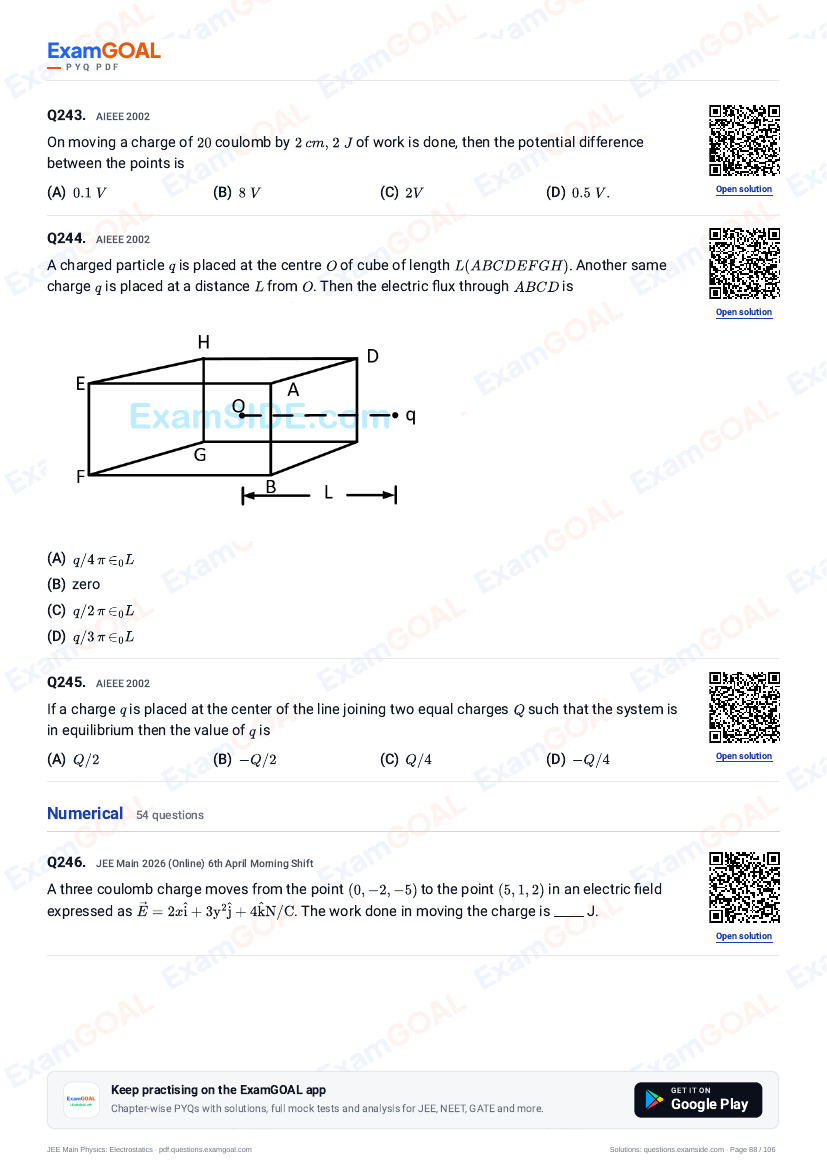 ExamGOAL
PYQ PDF
Q243. AIEEE 2002
On moving a charge of 20 coulomb by 2 cm, 2 J of work is done, then the potential difference
between the points is
(A) 0.1 V (B) 8 V (C) 2V (D) 0.5 V.
Open solution
Q244. AIEEE 2002
A charged particle q is placed at the centre O of cube of length L(ABCDEFGH). Another same
charge q is placed at a distance L from O. Then the electric flux through ABCD is
Open solution
H
D
E
A
O
q
ExamSIDE.com
G
F
B
L
(A) q/4 π ∈₀L
(B) zero
(C) q/2 π ∈₀L
(D) q/3 π ∈₀L
Q245. AIEEE 2002
If a charge q is placed at the center of the line joining two equal charges Q such that the system is
in equilibrium then the value of q is
(A) Q/2 (B) −Q/2 (C) Q/4 (D) −Q/4
Open solution
Numerical 54 questions
Q246. JEE Main 2026 (Online) 6th April Morning Shift
A three coulomb charge moves from the point (0, −2, −5) to the point (5, 1, 2) in an electric field
expressed as E⃗ = 2xî + 3y²ĵ + 4k̂N/C. The work done in moving the charge is ____ J.
Open solution
Keep practising on the ExamGOAL app
Chapter-wise PYQs with solutions, full mock tests and analysis for JEE, NEET, GATE and more.
GET IT ON
Google Play
JEE Main Physics: Electrostatics · pdf.questions.examgoal.com
Solutions: questions.examside.com · Page 88 / 106